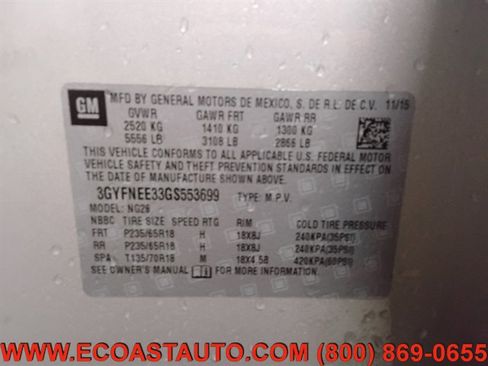 GM
MFD BY GENERAL MOTORS DE MEXICO, S. DE R.L. DE C.V. 11/15
GVWR GAWR FRT GAWR RR
2520 KG 1410 KG 1300 KG
5556 LB 3108 LB 2866 LB
THIS VEHICLE CONFORMS TO ALL APPLICABLE U.S. FEDERAL MOTOR
VEHICLE SAFETY AND THEFT PREVENTION STANDARDS IN EFFECT ON
THE DATE OF MANUFACTURE SHOWN ABOVE.
3GYFNEE33GS553699 TYPE: M.P.V.
MODEL: NG26
NBBC TIRE SIZE SPEED RTG RIM COLD TIRE PRESSURE
FRT P235/65R18 H 18X8J 240KPA(35PSI)
RR P235/65R18 H 18X8J 240KPA(35PSI)
SPA T135/70R18 M 18X4.5B 420KPA(60PSI)
SEE OWNER'S MANUAL FOR MORE INFORMATION.
WWW.ECOASTAUTO.COM (800) 869-0655